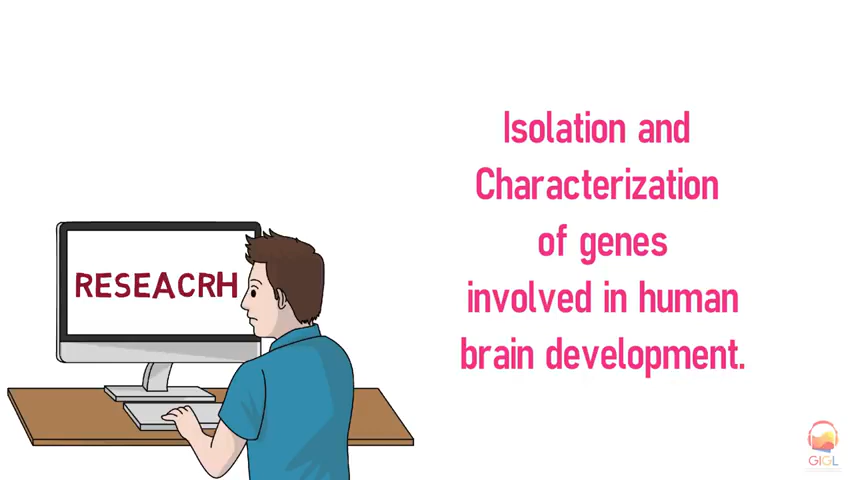 RESEACRH
Isolation and
Characterization
of genes
involved in human
brain development.
GIGL